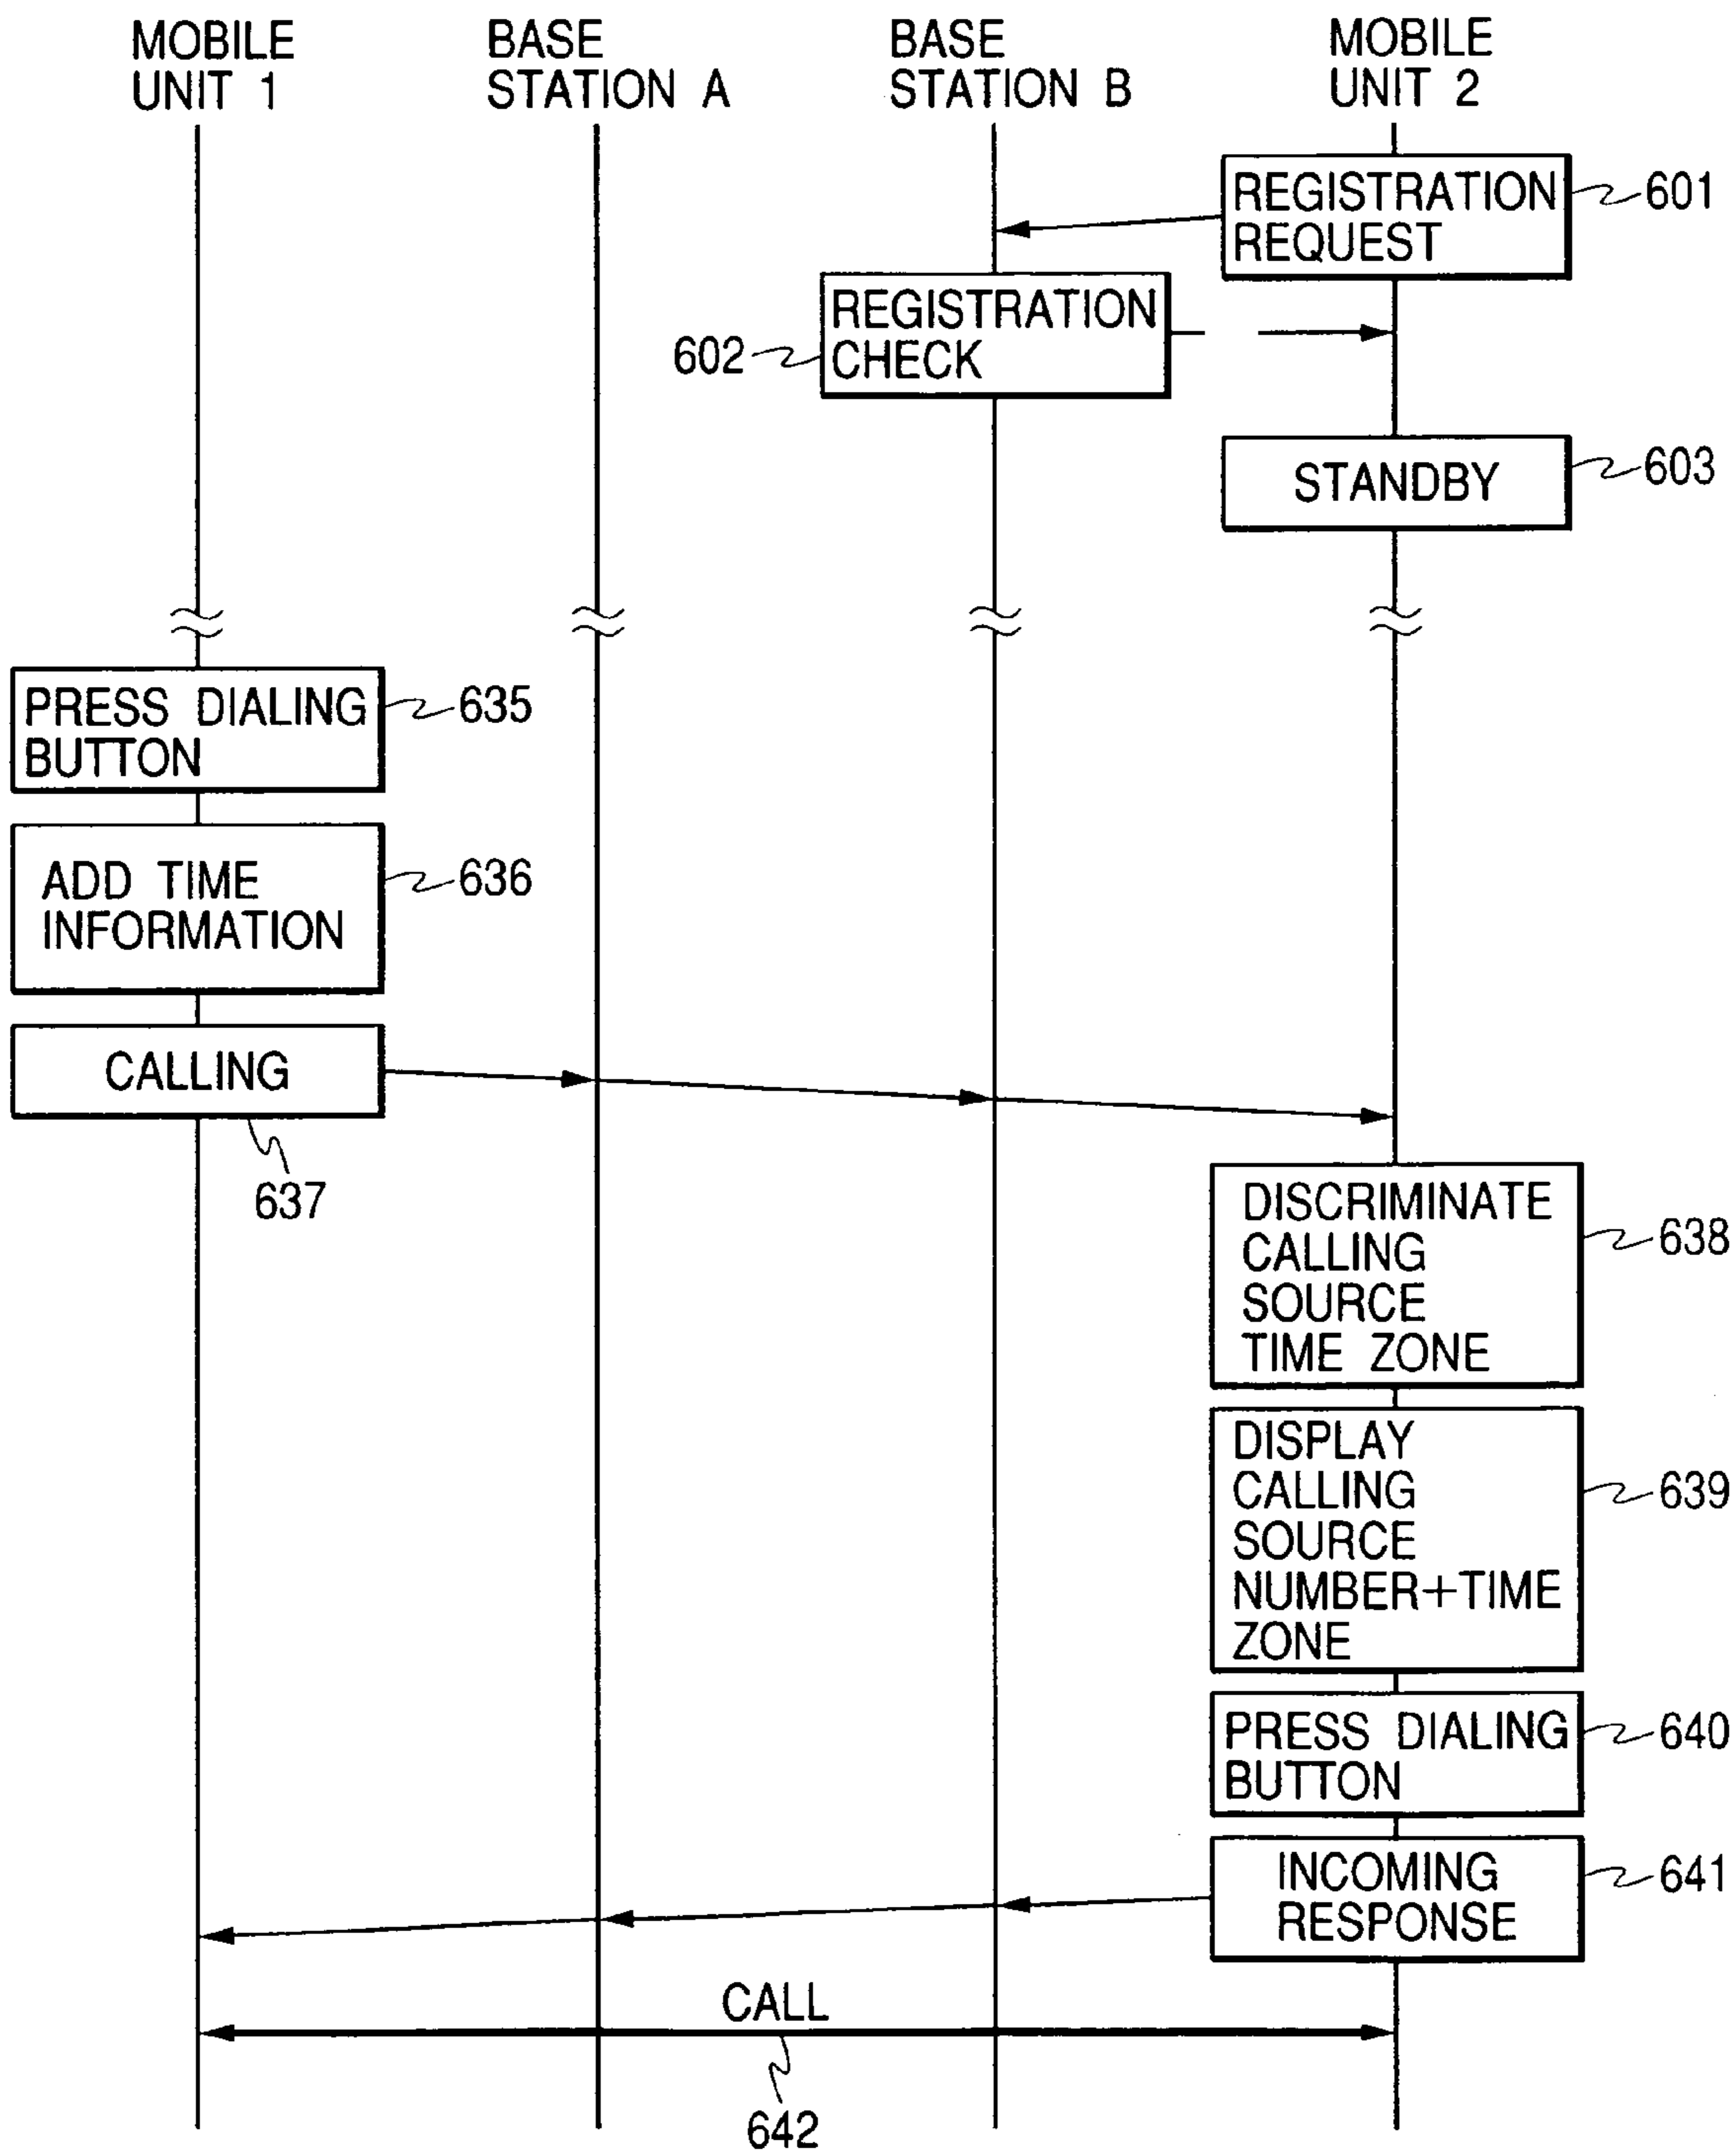 MOBILE
UNIT 1
BASE
STATION A
BASE
STATION B
MOBILE
UNIT 2
REGISTRATION
REQUEST
601
REGISTRATION
CHECK
602
STANDBY
603
PRESS DIALING
BUTTON
635
ADD TIME
INFORMATION
636
CALLING
637
DISCRIMINATE
CALLING
SOURCE
TIME ZONE
638
DISPLAY
CALLING
SOURCE
NUMBER+TIME
ZONE
639
PRESS DIALING
BUTTON
640
INCOMING
RESPONSE
641
CALL
642